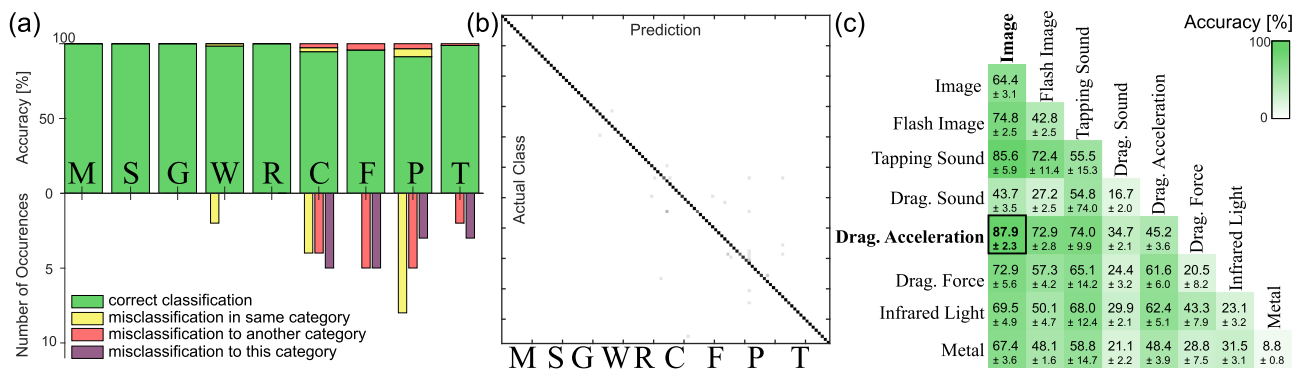 (a)
100
50
0
5
10
Accuracy [%]
Number of Occurences
M S G W R C F P T
correct classification
misclassification in same category
misclassification to another category
misclassification to this category
(b)
Prediction
Actual Class
M S G W R C F P T
(c)
Accuracy [%]
100
0
Image
Flash Image
Tapping Sound
Drag. Sound
Drag. Acceleration
Drag. Force
Infrared Light
Metal
Image 64.4
± 3.1
Flash Image 74.8 42.8
± 2.5 ± 2.5
Tapping Sound 85.6 72.4 55.5
± 5.9 ± 11.4 ± 15.3
Drag. Sound 43.7 27.2 54.8 16.7
± 3.5 ± 2.5 ± 74.0 ± 2.0
Drag. Acceleration 87.9 72.9 74.0 34.7 45.2
± 2.3 ± 2.8 ± 9.9 ± 2.1 ± 3.6
Drag. Force 72.9 57.3 65.1 24.4 61.6 20.5
± 5.6 ± 4.2 ± 14.2 ± 3.2 ± 6.0 ± 8.2
Infrared Light 69.5 50.1 68.0 29.9 62.4 43.3 23.1
± 4.9 ± 4.7 ± 12.4 ± 2.1 ± 5.1 ± 7.9 ± 3.2
Metal 67.4 48.1 58.8 21.1 48.4 28.8 31.5 8.8
± 3.6 ± 1.6 ± 14.7 ± 2.2 ± 3.9 ± 7.5 ± 3.1 ± 0.8